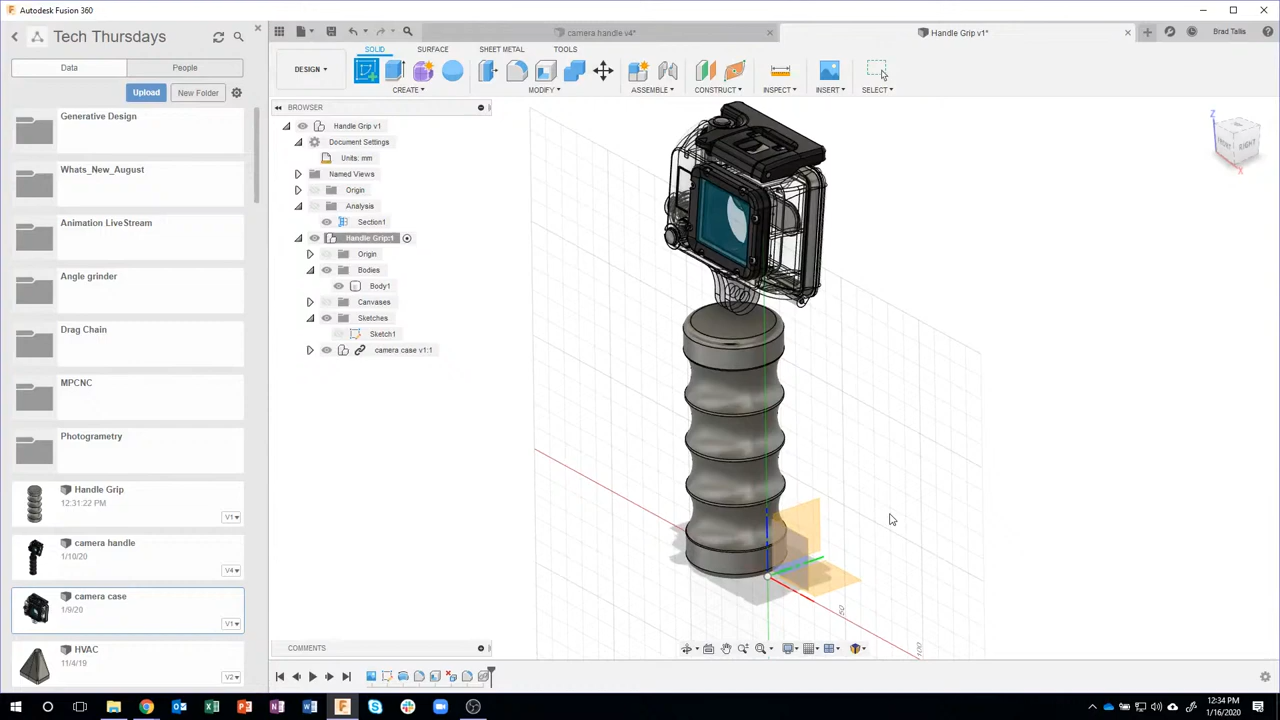 Autodesk Fusion 360
Tech Thursdays
camera handle v4*
Handle Grip v1*
Brad Tallis
Data
People
SOLID
SURFACE
SHEET METAL
TOOLS
DESIGN
Upload
New Folder
CREATE
MODIFY
ASSEMBLE
CONSTRUCT
INSPECT
INSERT
SELECT
BROWSER
Generative Design
Handle Grip v1
Document Settings
Units: mm
Whats_New_August
Named Views
Origin
Analysis
Animation LiveStream
Section1
Handle Grip:1
Origin
Angle grinder
Bodies
Body1
Canvases
Drag Chain
Sketches
Sketch1
camera case v1:1
MPCNC
Photogrametry
Handle Grip
12:31:22 PM
V1
camera handle
1/10/20
V4
camera case
1/9/20
V1
HVAC
11/4/19
V2
Z
FRONT
RIGHT
X
50
100
COMMENTS
12:34 PM
1/16/2020